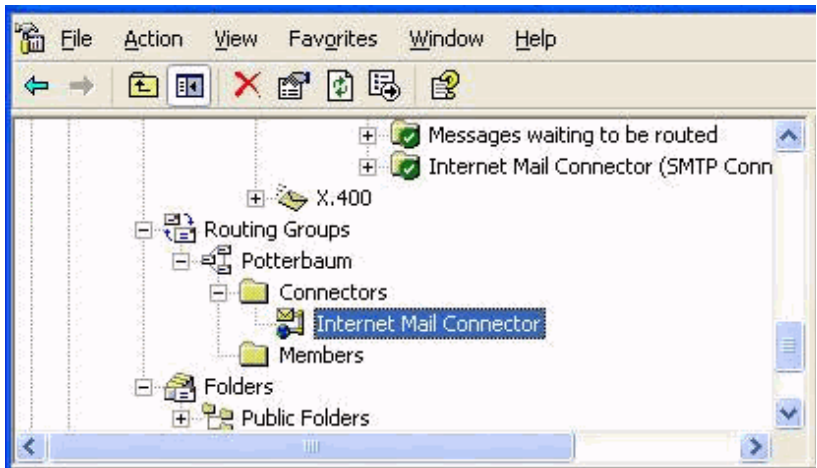 File Action View Favorites Window Help
Messages waiting to be routed
Internet Mail Connector (SMTP Conn
X.400
Routing Groups
Potterbaum
Connectors
Internet Mail Connector
Members
Folders
Public Folders